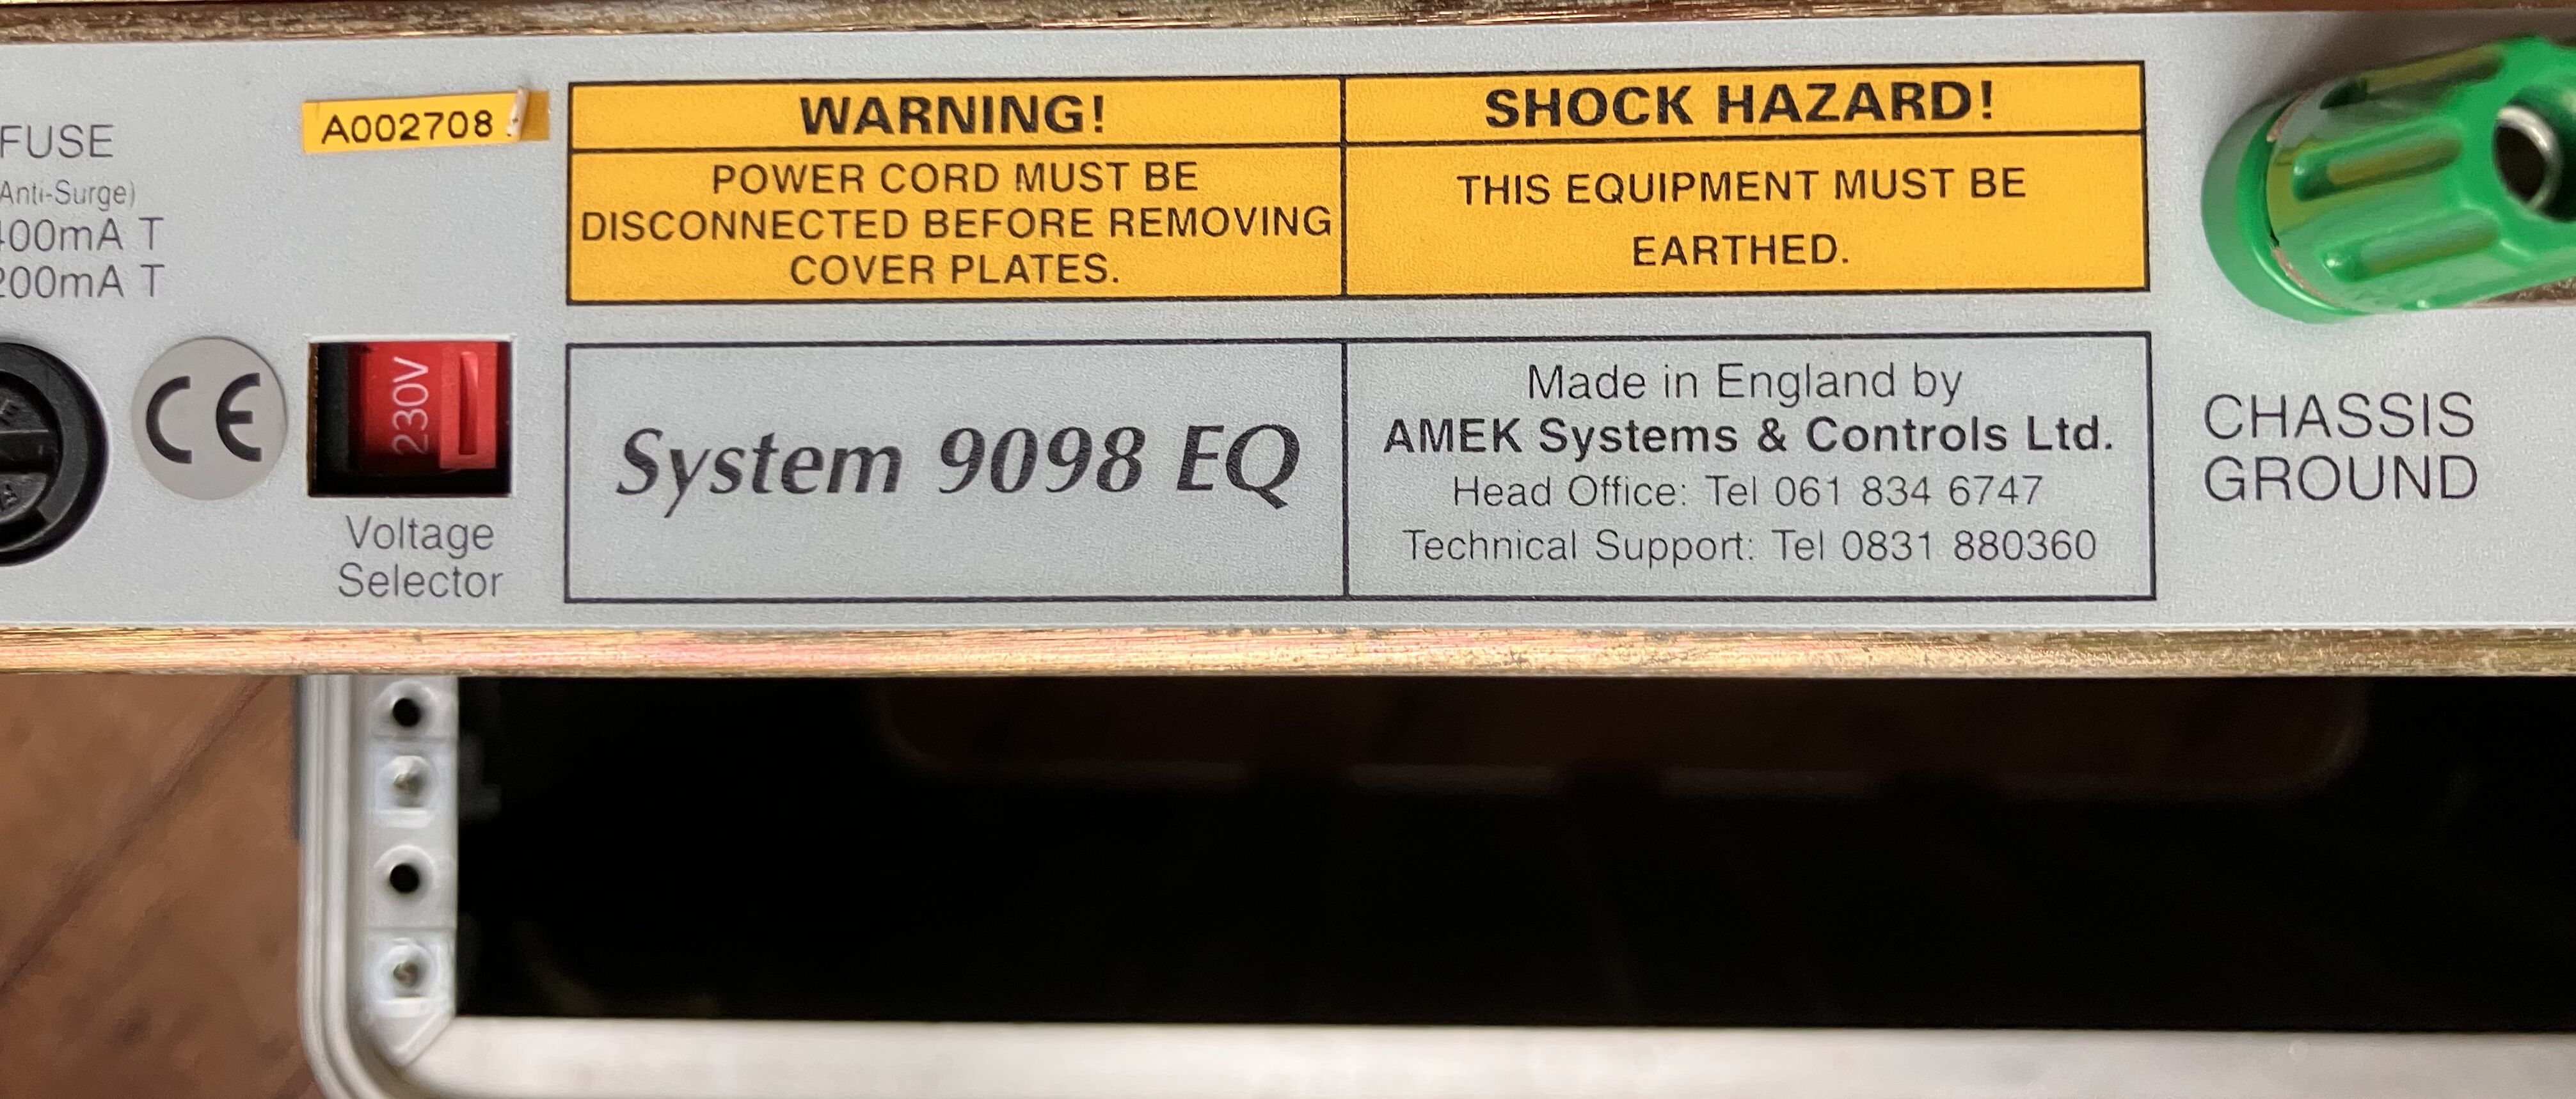 FUSE
(Anti-Surge)
400mA T
200mA T
A002708
WARNING!
POWER CORD MUST BE
DISCONNECTED BEFORE REMOVING
COVER PLATES.
SHOCK HAZARD!
THIS EQUIPMENT MUST BE
EARTHED.
CE
230V
Voltage
Selector
System 9098 EQ
Made in England by
AMEK Systems & Controls Ltd.
Head Office: Tel 061 834 6747
Technical Support: Tel 0831 880360
CHASSIS
GROUND